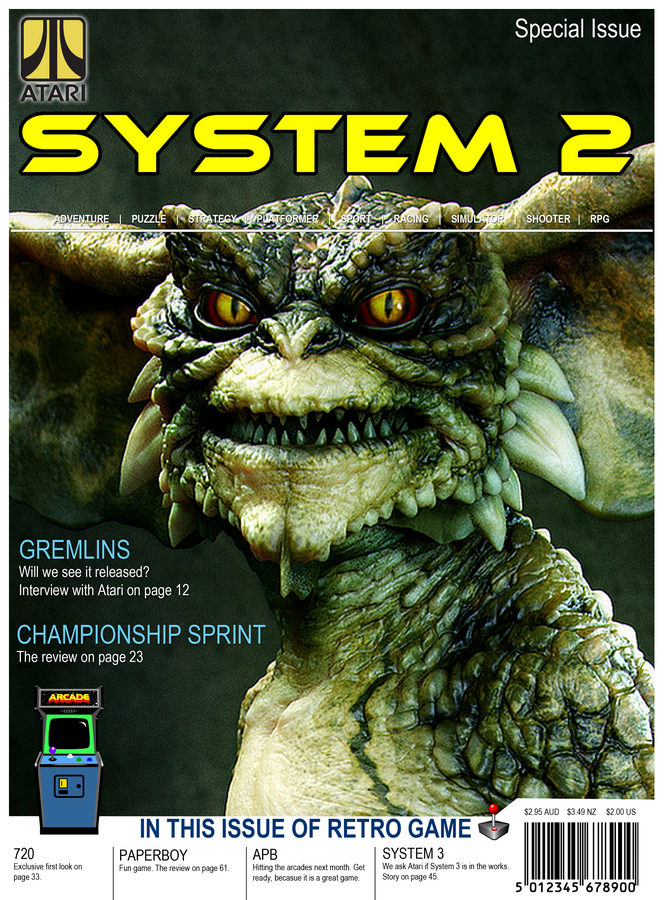 Special Issue
ATARI
SYSTEM 2
ADVENTURE | PUZZLE | STRATEGY | PLATFORMER | SPORT | RACING | SIMULATOR | SHOOTER | RPG
GREMLINS
Will we see it released?
Interview with Atari on page 12
CHAMPIONSHIP SPRINT
The review on page 23
ARCADE
IN THIS ISSUE OF RETRO GAME
$2.95 AUD $3.49 NZ $2.00 US
720
Exclusive first look on
page 33.
PAPERBOY
Fun game. The review on page 61.
APB
Hitting the arcades next month. Get
ready, becasue it is a great game.
SYSTEM 3
We ask Atari if System 3 is in the works.
Story on page 45.
5 012345 678900